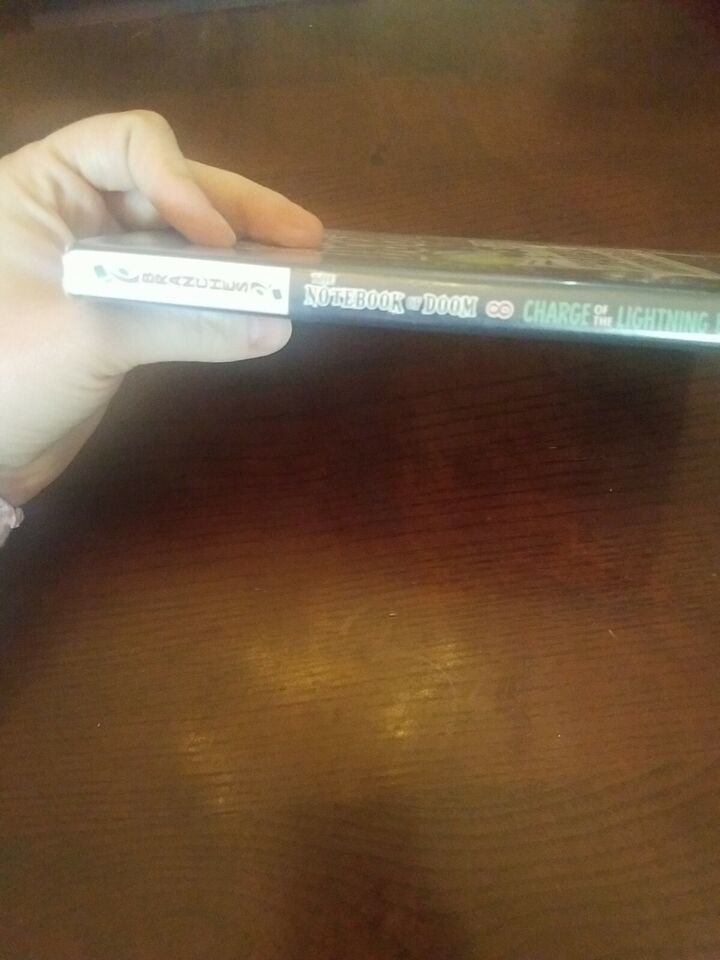 BRANCHES
THE NOTEBOOK OF DOOM 8 CHARGE OF THE LIGHTNING